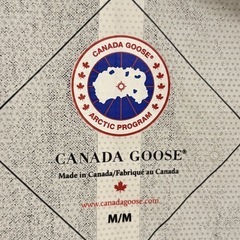 CANADA GOOSE®
ARCTIC PROGRAM
CANADA GOOSE®
Made in Canada/Fabriqué au Canada
www.canadagoose.com
M/M